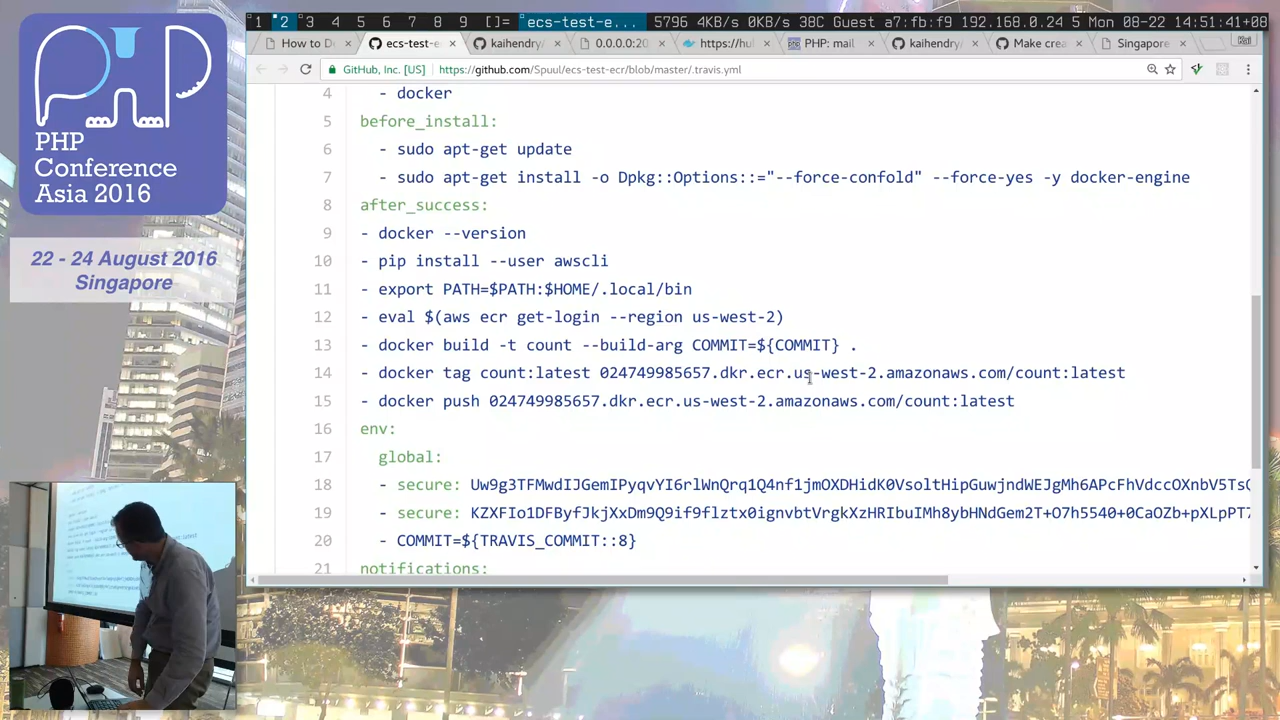 1 2 3 4 5 6 7 8 9 []= ecs-test-e... 5796 4KB/s 0KB/s 38C Guest a7:fb:f9 192.168.0.24 5 Mon 08-22 14:51:41+08
How to D ecs-test-e kaihendry/ 0.0.0.0:20 https://hu PHP: mail kaihendry/ Make crea Singapore Kai
GitHub, Inc. [US] https://github.com/Spuul/ecs-test-ecr/blob/master/.travis.yml
4 - docker
5 before_install:
6 - sudo apt-get update
7 - sudo apt-get install -o Dpkg::Options::="--force-confold" --force-yes -y docker-engine
8 after_success:
9 - docker --version
10 - pip install --user awscli
11 - export PATH=$PATH:$HOME/.local/bin
12 - eval $(aws ecr get-login --region us-west-2)
13 - docker build -t count --build-arg COMMIT=${COMMIT} .
14 - docker tag count:latest 024749985657.dkr.ecr.us-west-2.amazonaws.com/count:latest
15 - docker push 024749985657.dkr.ecr.us-west-2.amazonaws.com/count:latest
16 env:
17 global:
18 - secure:
19 - secure:
20 - COMMIT=${TRAVIS_COMMIT::8}
21 notifications:
PHP
Conference
Asia 2016
22 - 24 August 2016
Singapore